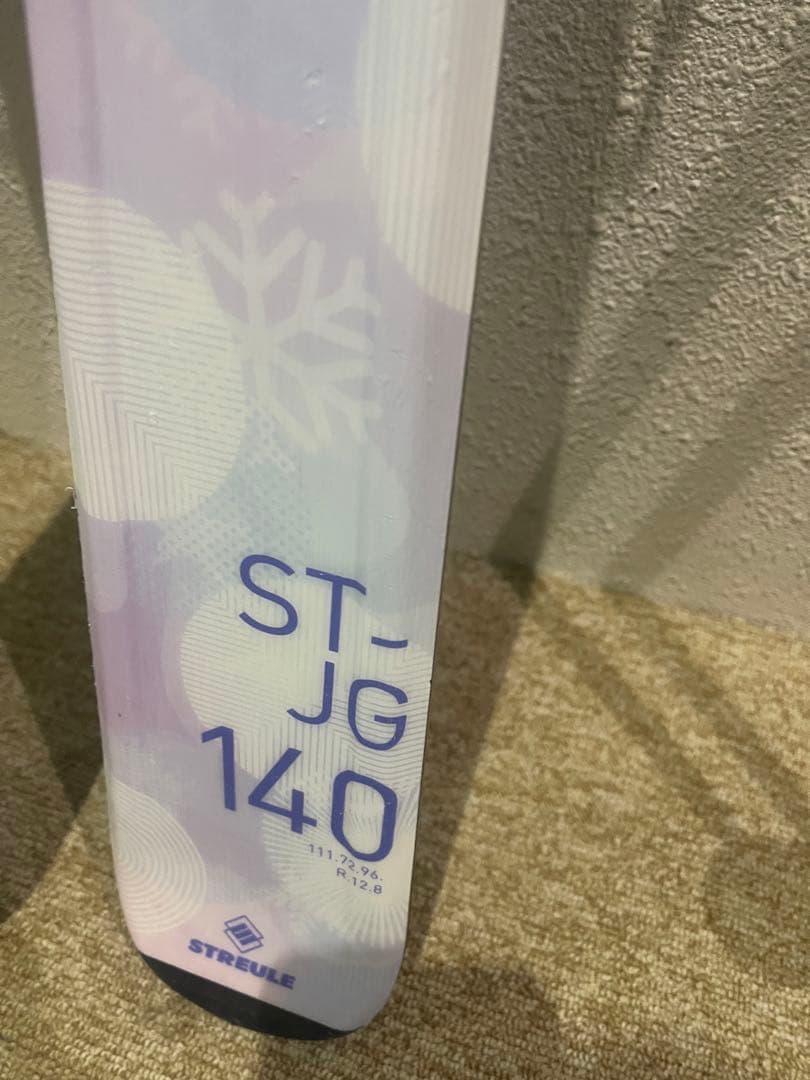 ST-
JG
140
111.72.96.
R.12.8
STREULE